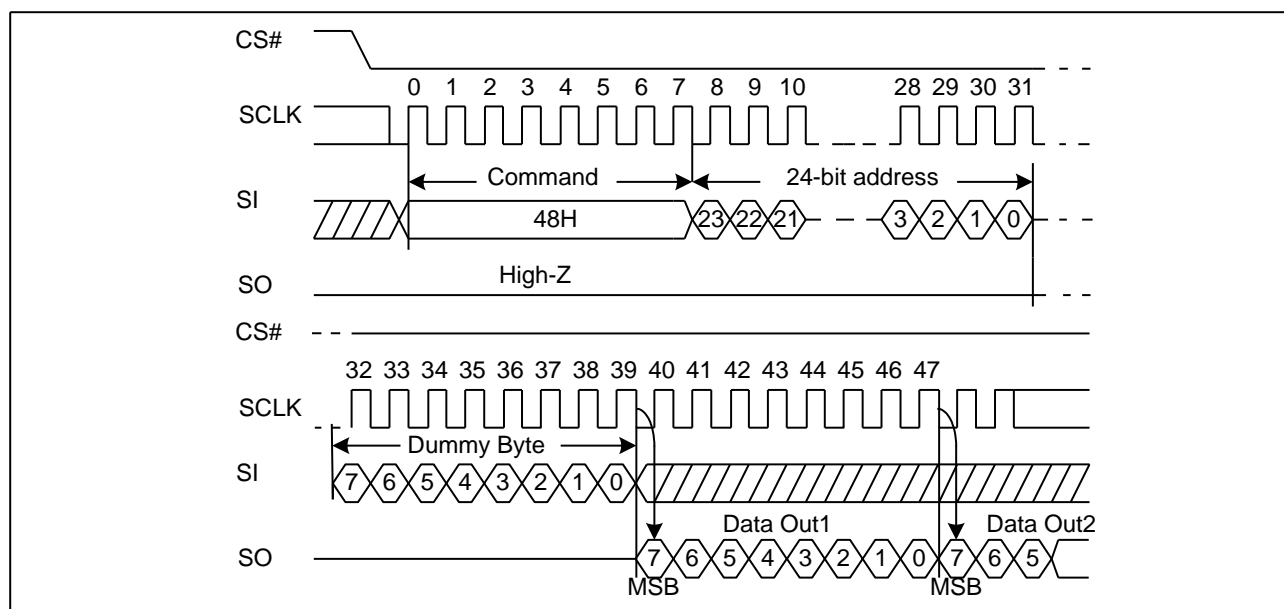 CS#
0 1 2 3 4 5 6 7 8 9 10 28 29 30 31
SCLK
Command 24-bit address
SI
48H 23 22 21 3 2 1 0
High-Z
SO
CS#
32 33 34 35 36 37 38 39 40 41 42 43 44 45 46 47
SCLK
Dummy Byte
SI
7 6 5 4 3 2 1 0
Data Out1 Data Out2
SO
7 6 5 4 3 2 1 0 7 6 5
MSB MSB